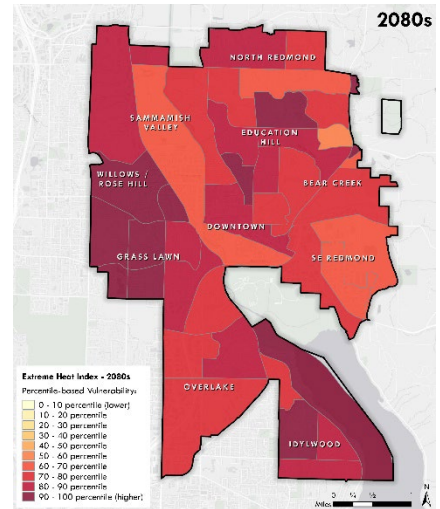 2080s
NORTH REDMOND
SAMMAMISH
VALLEY
EDUCATION
HILL
WILLOWS /
ROSE HILL
BEAR CREEK
DOWNTOWN
GRASS LAWN
SE REDMOND
OVERLAKE
IDYLWOOD
Extreme Heat Index - 2080s
Percentile-based Vulnerability:
0 - 10 percentile (lower)
10 - 20 percentile
20 - 30 percentile
30 - 40 percentile
40 - 50 percentile
50 - 60 percentile
60 - 70 percentile
70 - 80 percentile
80 - 90 percentile
90 - 100 percentile (higher)
Miles
N